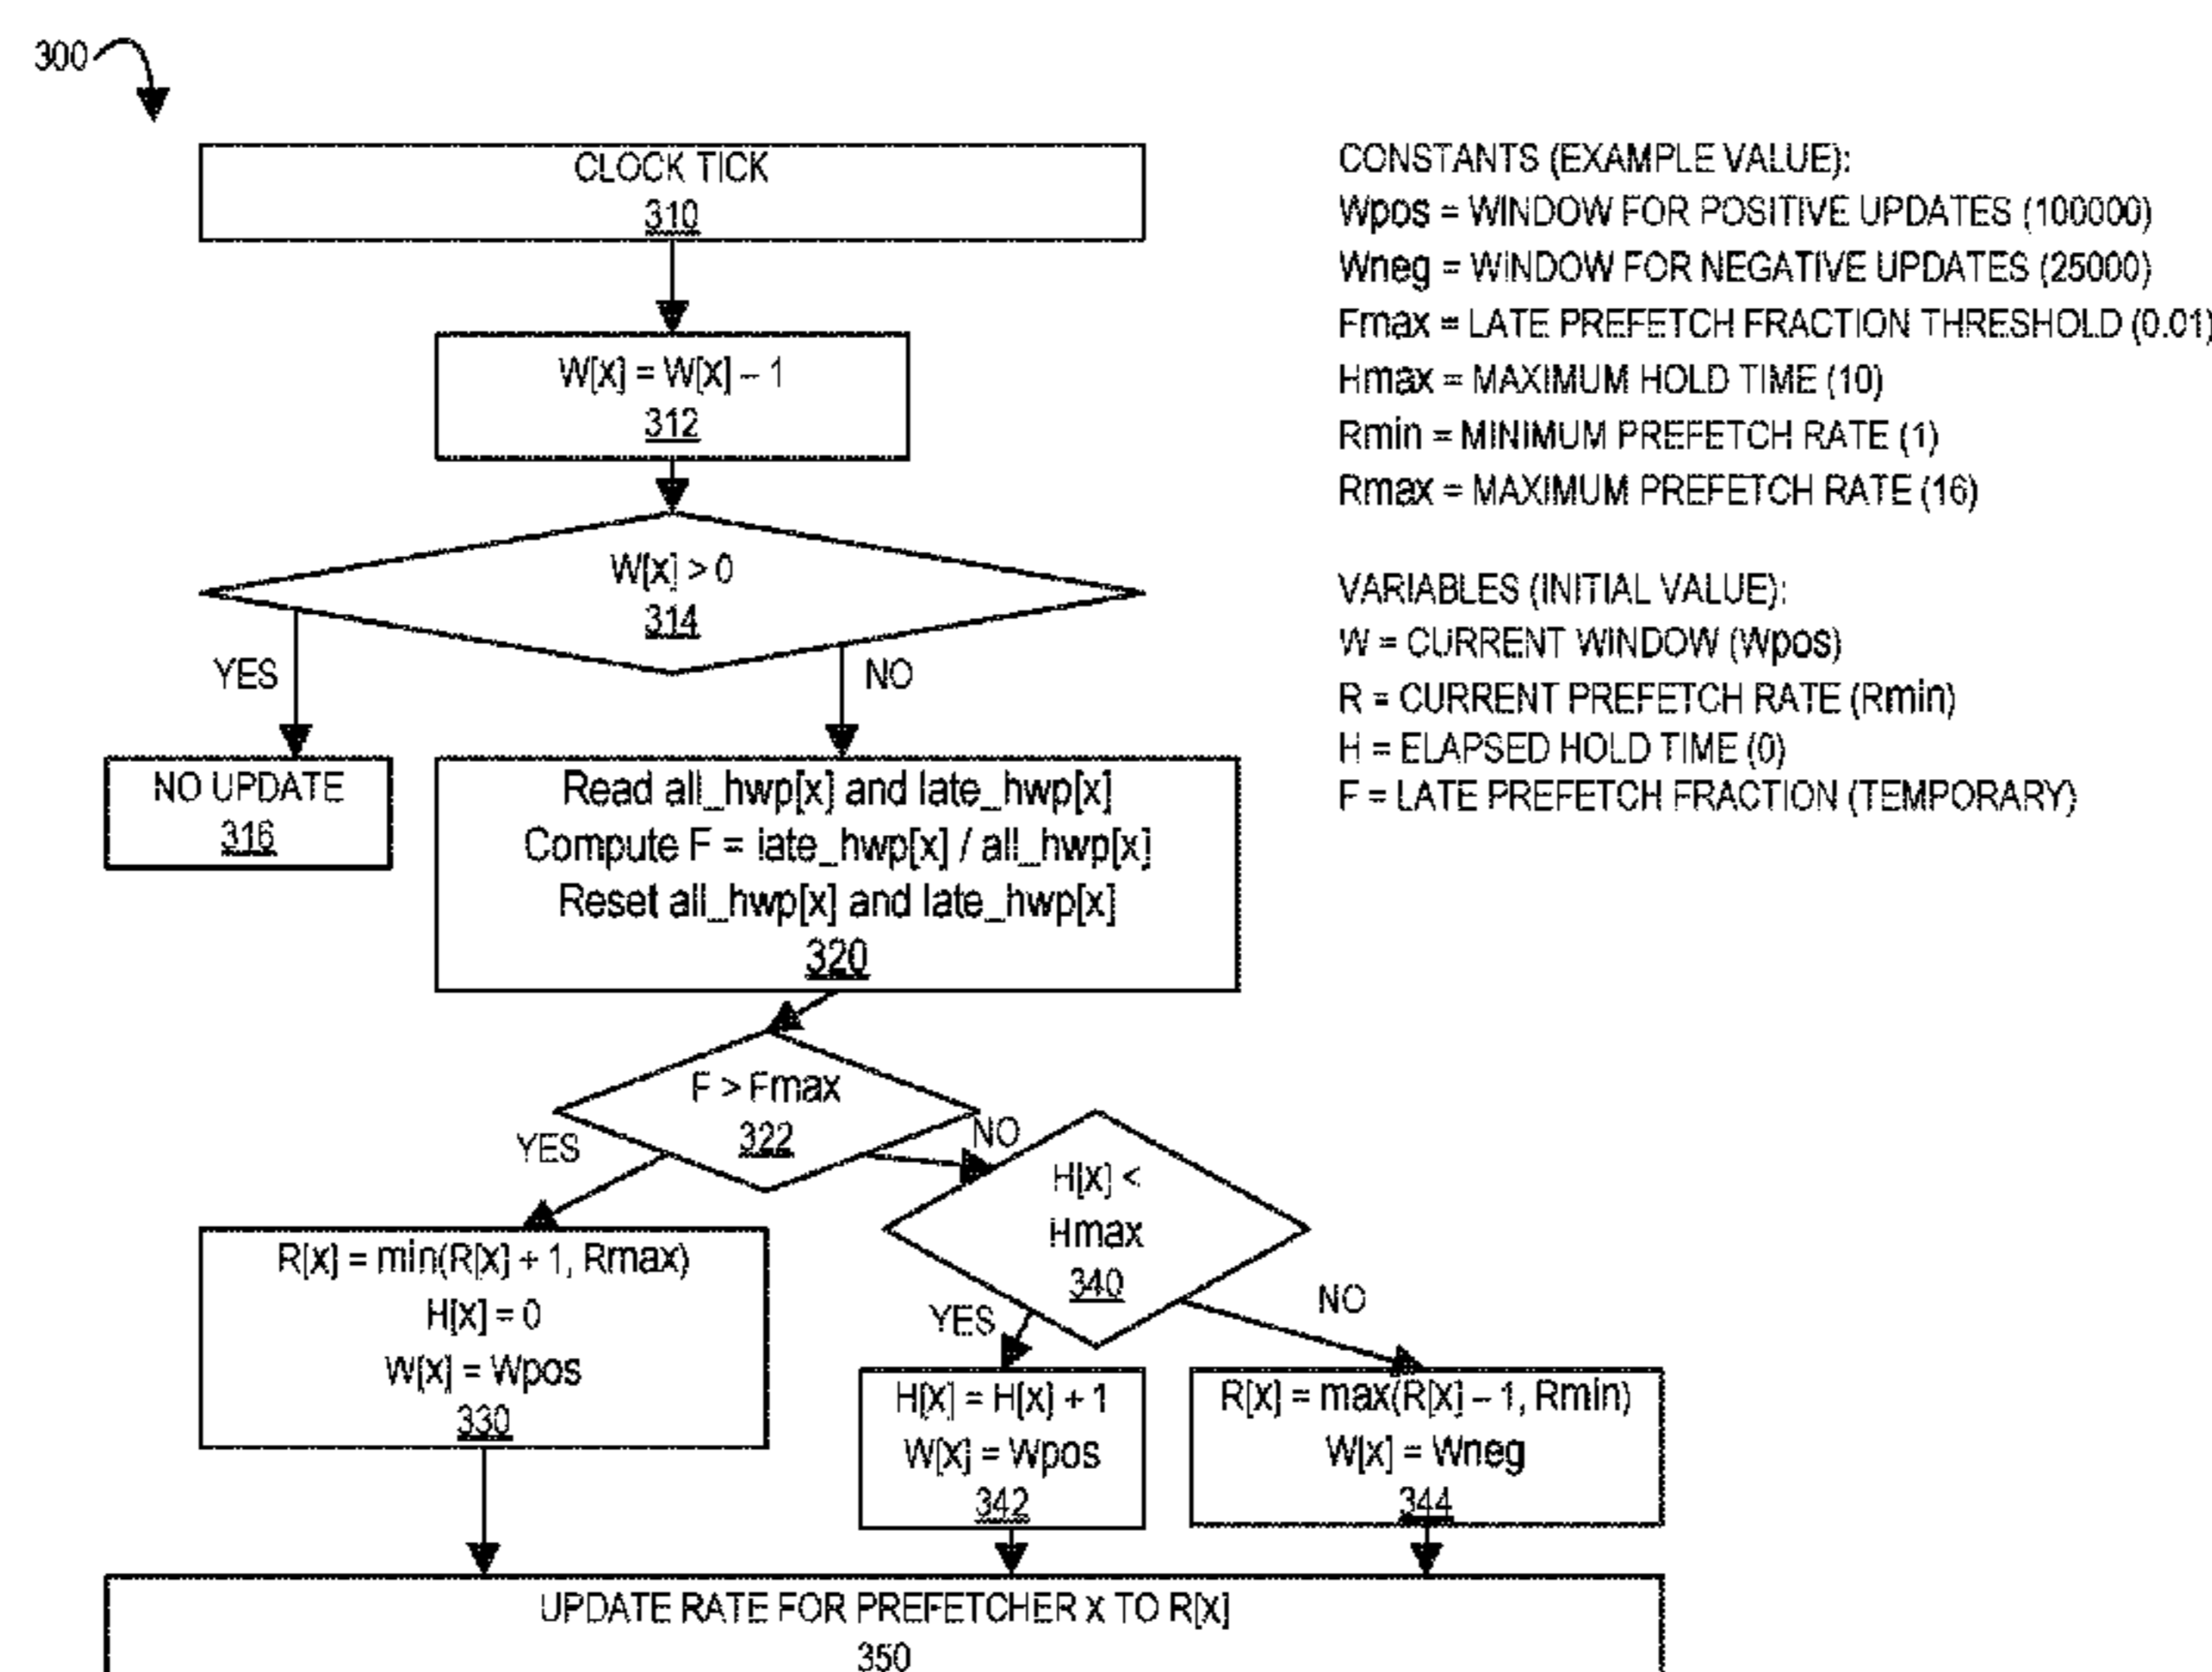 300
CLOCK TICK
310
W[x] = W[x] – 1
312
W[x] > 0
314
YES
NO
NO UPDATE
316
Read all_hwp[x] and late_hwp[x]
Compute F = late_hwp[x] / all_hwp[x]
Reset all_hwp[x] and late_hwp[x]
320
F > Fmax
322
YES
NO
H[x] <
Hmax
340
YES
NO
R[x] = min(R[x] + 1, Rmax)
H[x] = 0
W[x] = Wpos
330
H[x] = H[x] + 1
W[x] = Wpos
342
R[x] = max(R[x] – 1, Rmin)
W[x] = Wneg
344
UPDATE RATE FOR PREFETCHER X TO R[X]
350
CONSTANTS (EXAMPLE VALUE):
Wpos = WINDOW FOR POSITIVE UPDATES (100000)
Wneg = WINDOW FOR NEGATIVE UPDATES (25000)
Fmax = LATE PREFETCH FRACTION THRESHOLD (0.01)
Hmax = MAXIMUM HOLD TIME (10)
Rmin = MINIMUM PREFETCH RATE (1)
Rmax = MAXIMUM PREFETCH RATE (16)
VARIABLES (INITIAL VALUE):
W = CURRENT WINDOW (Wpos)
R = CURRENT PREFETCH RATE (Rmin)
H = ELAPSED HOLD TIME (0)
F = LATE PREFETCH FRACTION (TEMPORARY)